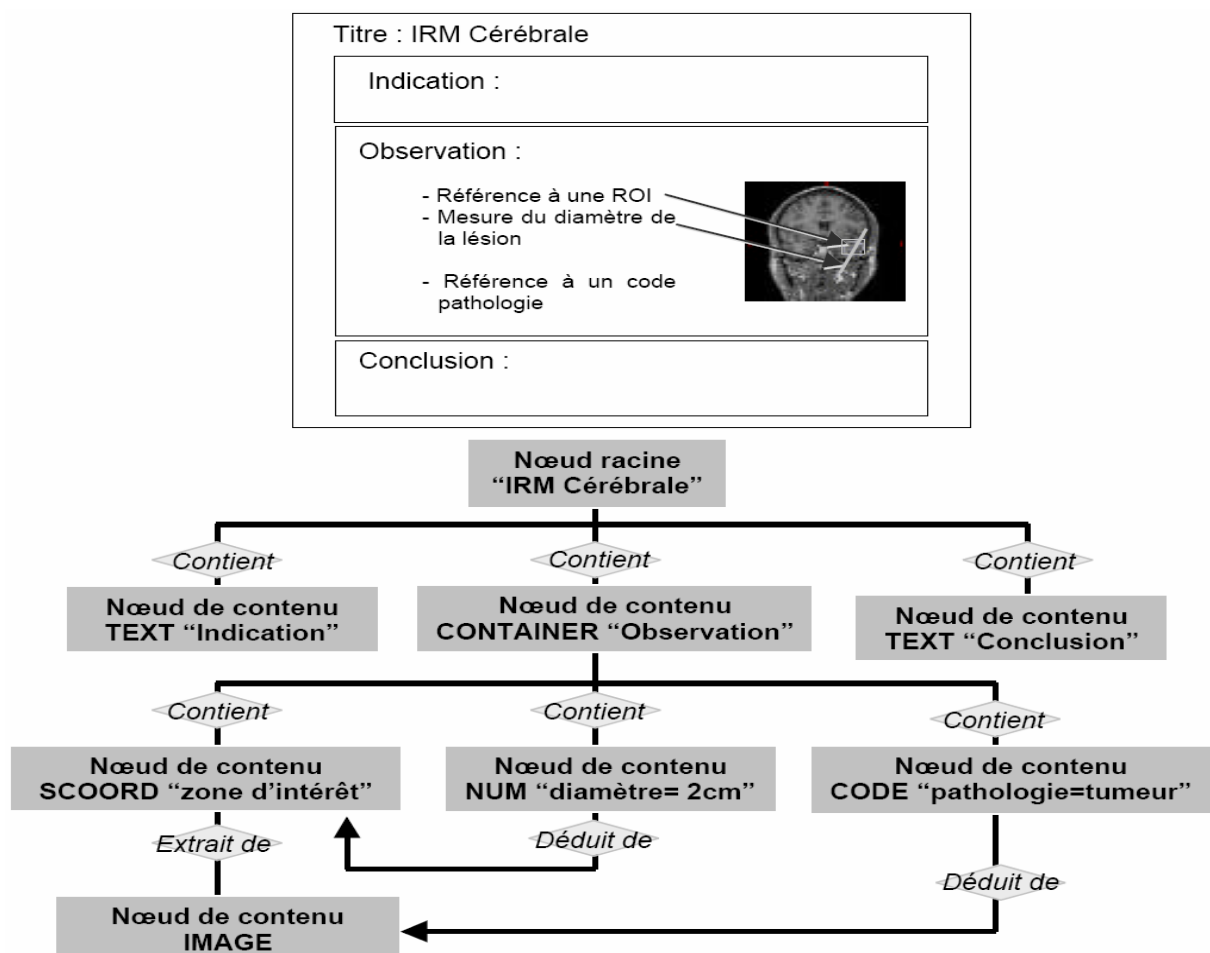 Titre : IRM Cérébrale
Indication :
Observation :
- Référence à une ROI
- Mesure du diamètre de
la lésion
- Référence à un code
pathologie
Conclusion :
Nœud racine
“IRM Cérébrale”
Contient
Contient
Contient
Nœud de contenu
TEXT “Indication”
Nœud de contenu
CONTAINER “Observation”
Nœud de contenu
TEXT “Conclusion”
Contient
Contient
Contient
Nœud de contenu
SCOORD “zone d’intérêt”
Nœud de contenu
NUM “diamètre= 2cm”
Nœud de contenu
CODE “pathologie=tumeur”
Extrait de
Déduit de
Déduit de
Nœud de contenu
IMAGE